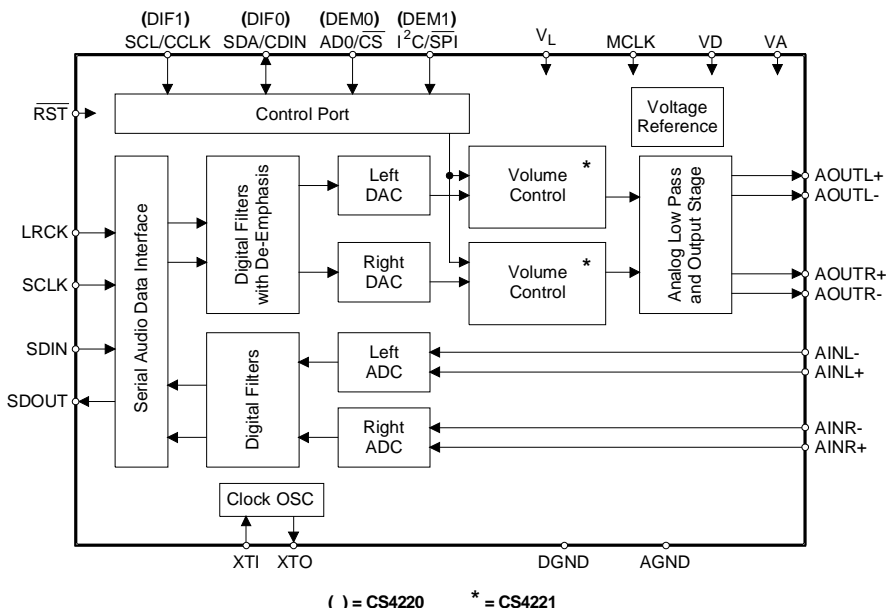 (DIF1) (DIF0) (DEM0) (DEM1)
SCL/CCLK SDA/CDIN AD0/C̅S̅ I²C/S̅P̅I VL MCLK VD VA
R̅S̅T̅
Control Port
Voltage
Reference
Left
DAC
Volume
Control
*
AOUTL+
AOUTL-
LRCK
SCLK
SDIN
SDOUT
Serial Audio Data Interface
Digital Filters
with De-Emphasis
Right
DAC
Volume
Control
*
Analog Low Pass
and Output Stage
AOUTR+
AOUTR-
Digital Filters
Left
ADC
AINL-
AINL+
Right
ADC
AINR-
AINR+
Clock OSC
XTI XTO DGND AGND
( ) = CS4220 * = CS4221